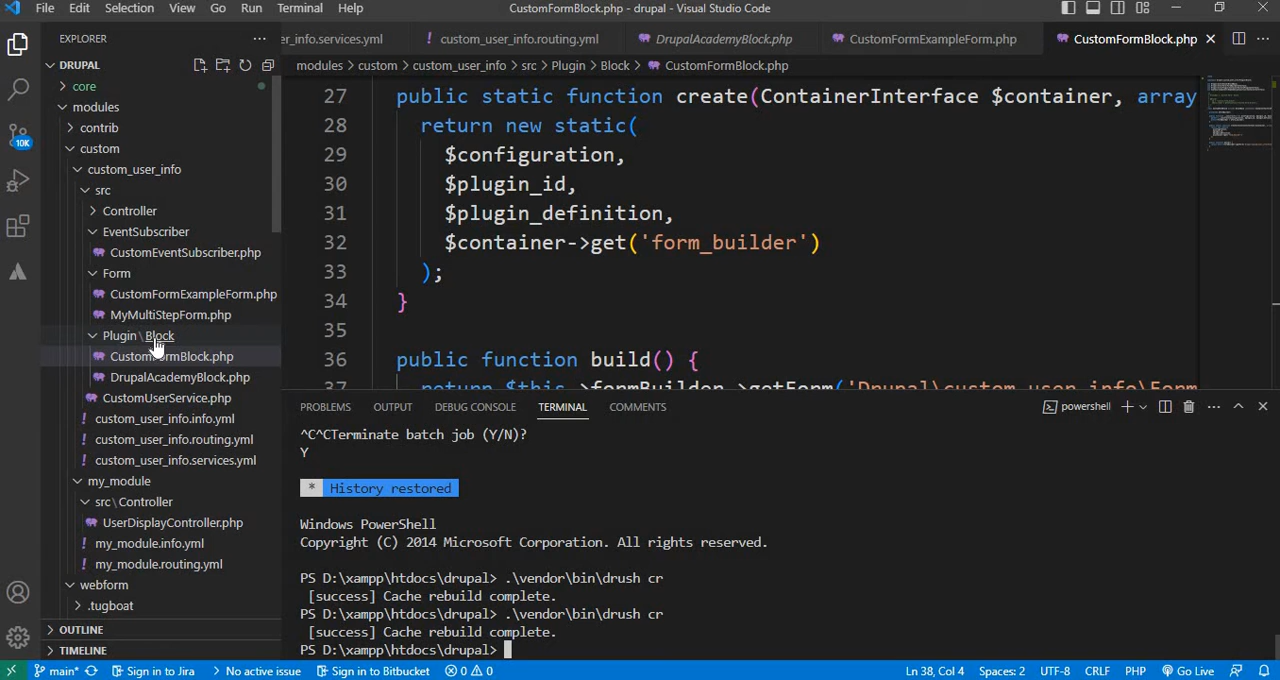 File Edit Selection View Go Run Terminal Help CustomFormBlock.php - drupal - Visual Studio Code
EXPLORER
er_info.services.yml custom_user_info.routing.yml DrupalAcademyBlock.php CustomFormExampleForm.php CustomFormBlock.php
modules > custom > custom_user_info > src > Plugin > Block > CustomFormBlock.php
DRUPAL
core
modules
contrib
custom
custom_user_info
src
Controller
EventSubscriber
CustomEventSubscriber.php
Form
CustomFormExampleForm.php
MyMultiStepForm.php
Plugin\Block
CustomFormBlock.php
DrupalAcademyBlock.php
CustomUserService.php
custom_user_info.info.yml
custom_user_info.routing.yml
custom_user_info.services.yml
my_module
src\Controller
UserDisplayController.php
my_module.info.yml
my_module.routing.yml
webform
.tugboat
OUTLINE
TIMELINE
10K
27 public static function create(ContainerInterface $container, array
28 return new static(
29 $configuration,
30 $plugin_id,
31 $plugin_definition,
32 $container->get('form_builder')
33 );
34 }
35
36 public function build() {
37 return $this->formBuilder->getForm('Drupal\custom_user_info\Form
PROBLEMS OUTPUT DEBUG CONSOLE TERMINAL COMMENTS powershell
^C^CTerminate batch job (Y/N)?
Y
* History restored
Windows PowerShell
Copyright (C) 2014 Microsoft Corporation. All rights reserved.
PS D:\xampp\htdocs\drupal> .\vendor\bin\drush cr
[success] Cache rebuild complete.
PS D:\xampp\htdocs\drupal> .\vendor\bin\drush cr
[success] Cache rebuild complete.
PS D:\xampp\htdocs\drupal>
main* Sign in to Jira No active issue Sign in to Bitbucket 0 0 Ln 38, Col 4 Spaces: 2 UTF-8 CRLF PHP Go Live